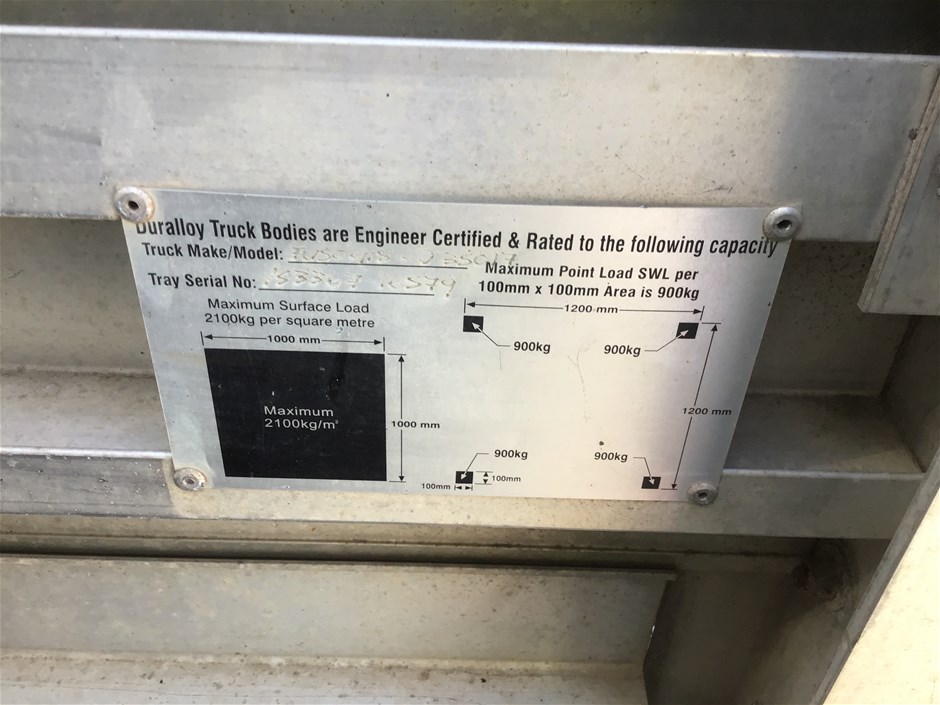 Duralloy Truck Bodies are Engineer Certified & Rated to the following capacity
Truck Make/Model:
Tray Serial No:
Maximum Point Load SWL per
100mm x 100mm Area is 900kg
Maximum Surface Load
2100kg per square metre
1000 mm
Maximum
2100kg/m²
1000 mm
1200 mm
900kg
900kg
1200 mm
900kg
900kg
100mm
100mm